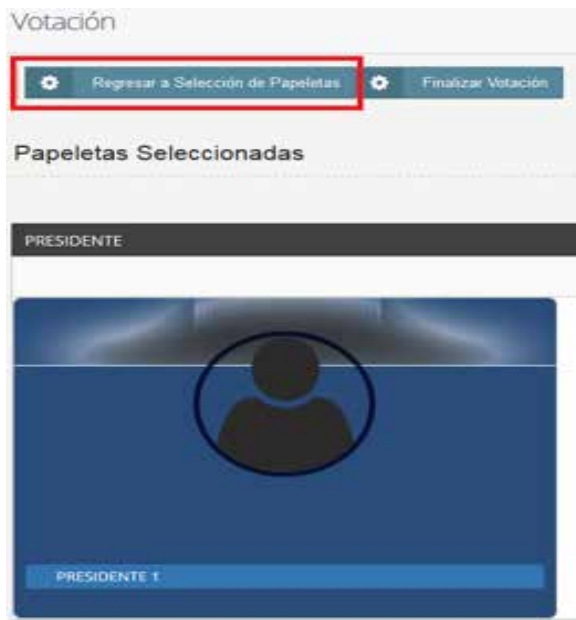 Votación
Regresar a Selección de Papeletas Finalizar Votación
Papeletas Seleccionadas
PRESIDENTE
PRESIDENTE 1